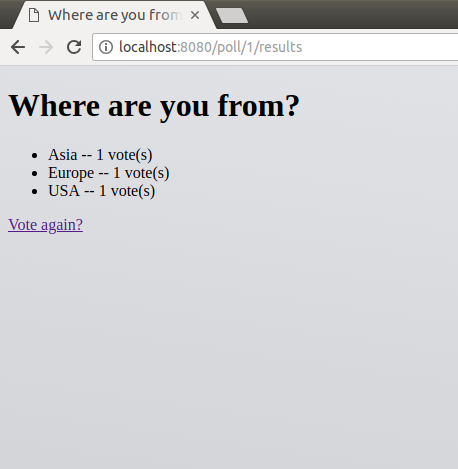 Where are you from
localhost:8080/poll/1/results
Where are you from?
Asia -- 1 vote(s)
Europe -- 1 vote(s)
USA -- 1 vote(s)
Vote again?